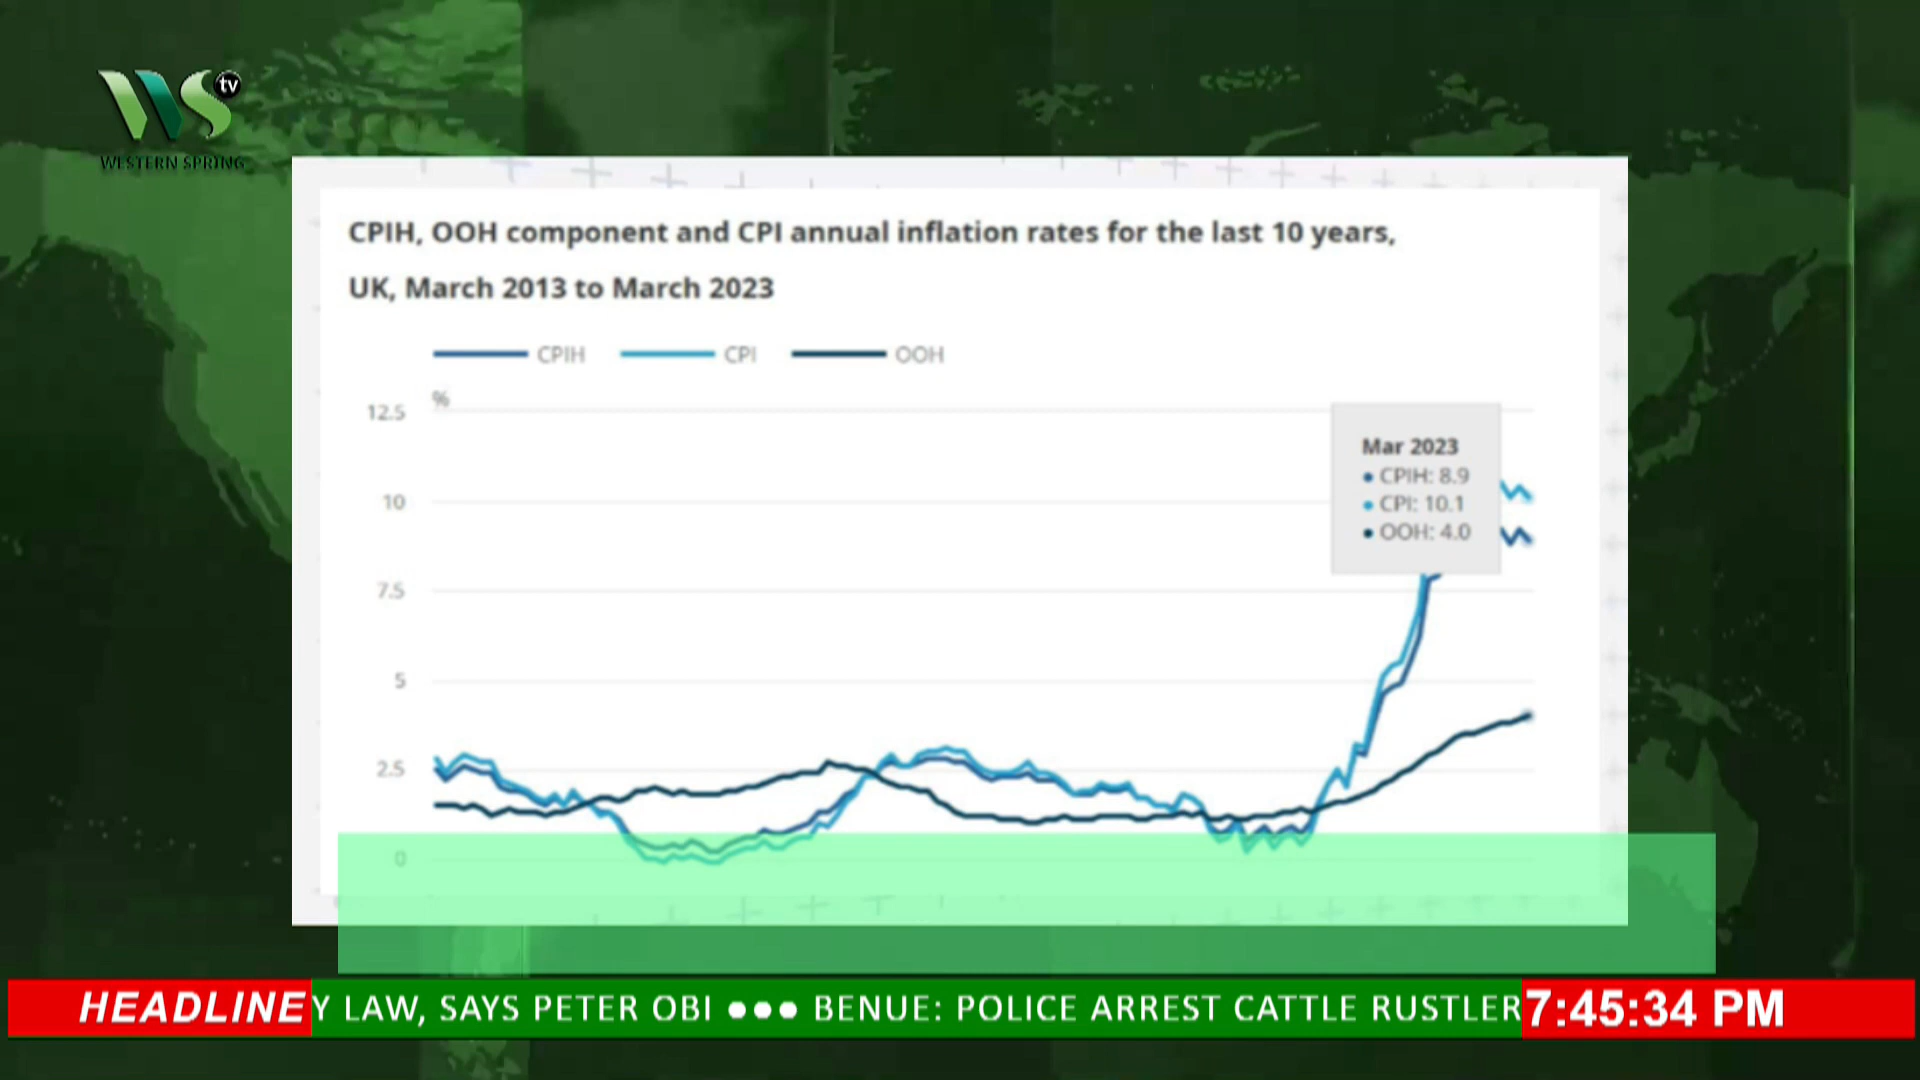 WS tv
WESTERN SPRING
CPIH, OOH component and CPI annual inflation rates for the last 10 years,
UK, March 2013 to March 2023
CPIH CPI OOH
%
12.5
10
7.5
5
2.5
0
Mar 2023
CPIH: 8.9
CPI: 10.1
OOH: 4.0
HEADLINE Y LAW, SAYS PETER OBI ●●● BENUE: POLICE ARREST CATTLE RUSTLER 7:45:34 PM